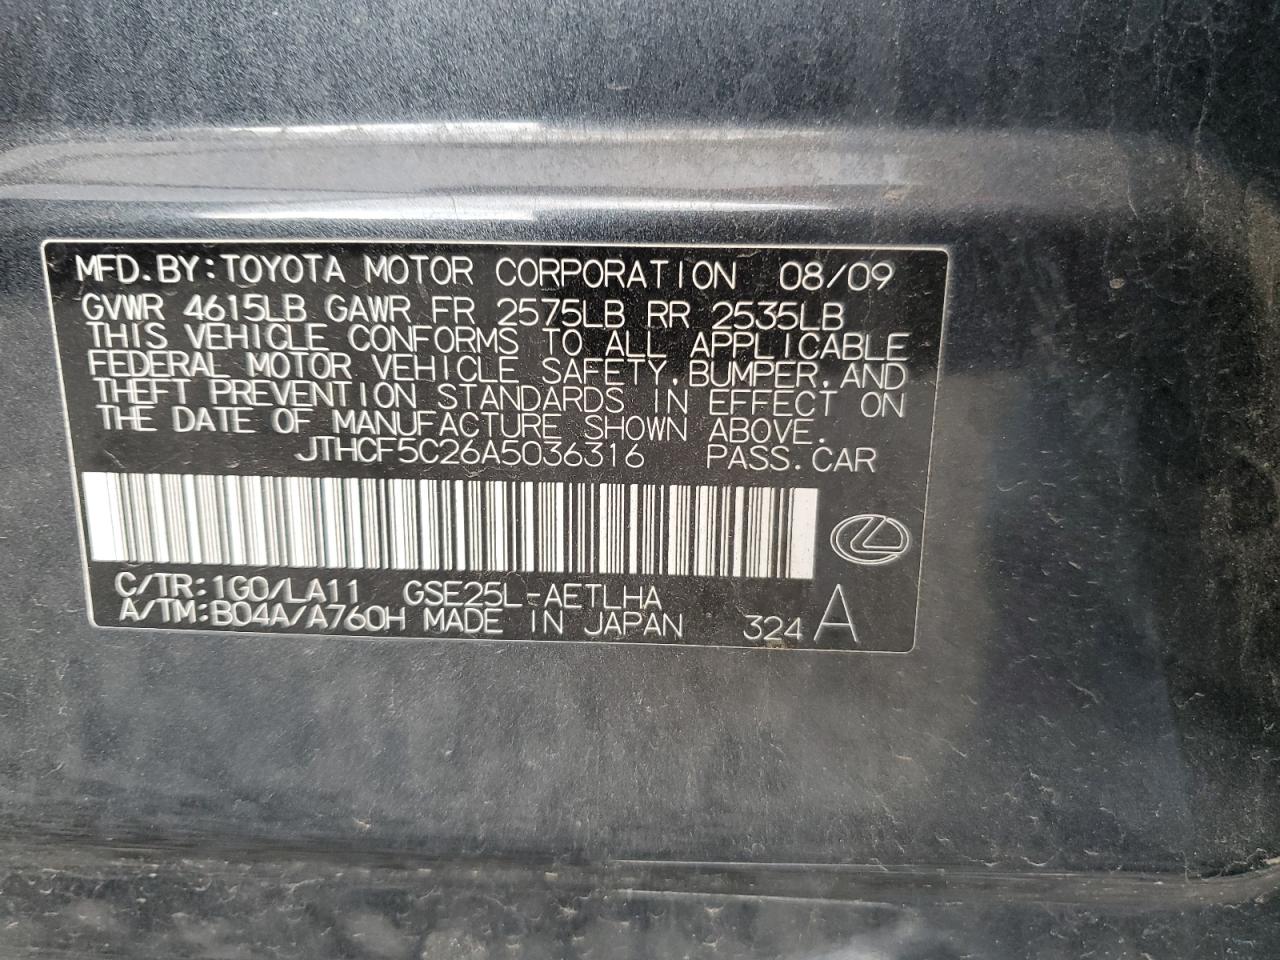 MFD.BY:TOYOTA MOTOR CORPORATION 08/09
GVWR 4615LB GAWR FR 2575LB RR 2535LB
THIS VEHICLE CONFORMS TO ALL APPLICABLE
FEDERAL MOTOR VEHICLE SAFETY,BUMPER,AND
THEFT PREVENTION STANDARDS IN EFFECT ON
THE DATE OF MANUFACTURE SHOWN ABOVE.
JTHCF5C26A5036316 PASS.CAR
C/TR:1G0/LA11 GSE25L-AETLHA
A/TM:B04A/A760H MADE IN JAPAN 324 A